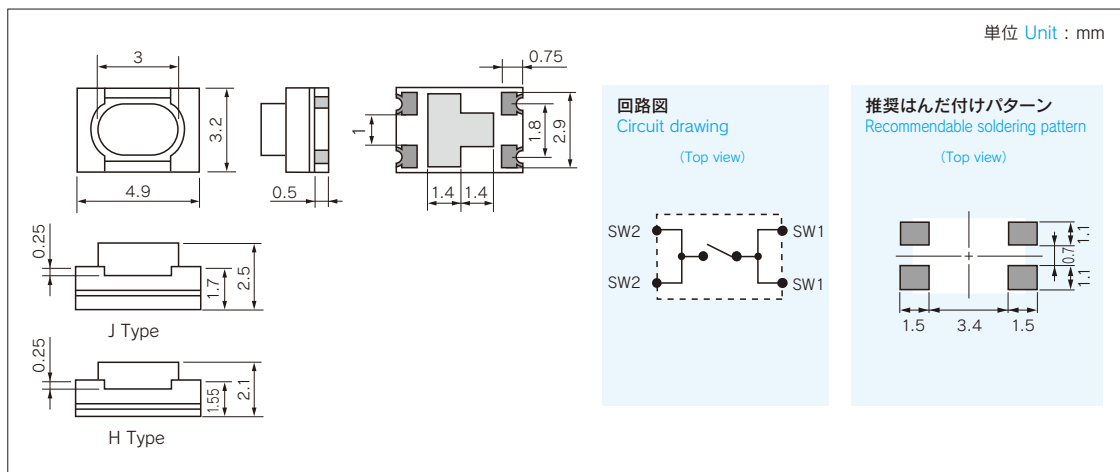 単位 Unit : mm
3
3.2
4.9
0.5
0.75
1
1.8
2.9
1.4
1.4
0.25
1.7
2.5
J Type
0.25
1.55
2.1
H Type
回路図
Circuit drawing
(Top view)
SW2
SW1
SW2
SW1
推奨はんだ付けパターン
Recommendable soldering pattern
(Top view)
1.1
0.7
1.1
1.5
3.4
1.5